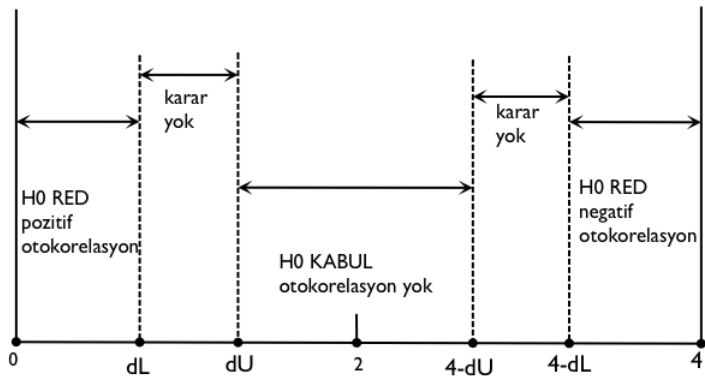 karar
yok
karar
yok
H0 RED
pozitif
otokorelasyon
H0 RED
negatif
otokorelasyon
H0 KABUL
otokorelasyon yok
0
dL
dU
2
4-dU
4-dL
4